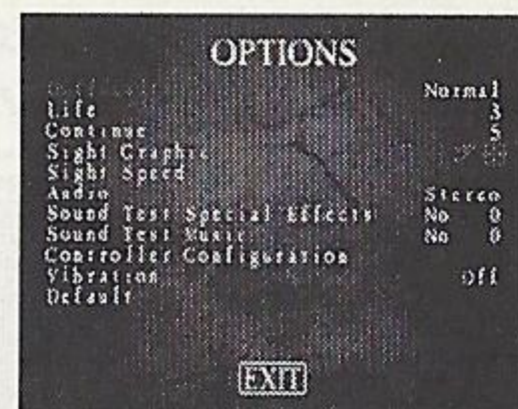 OPTIONS
Normal
Life 3
Continue 5
Sight Graphic
Sight Speed
Audio Stereo
Sound Test Special Effects No 0
Sound Test Music No 0
Controller Configuration
Vibration Off
Default
EXIT